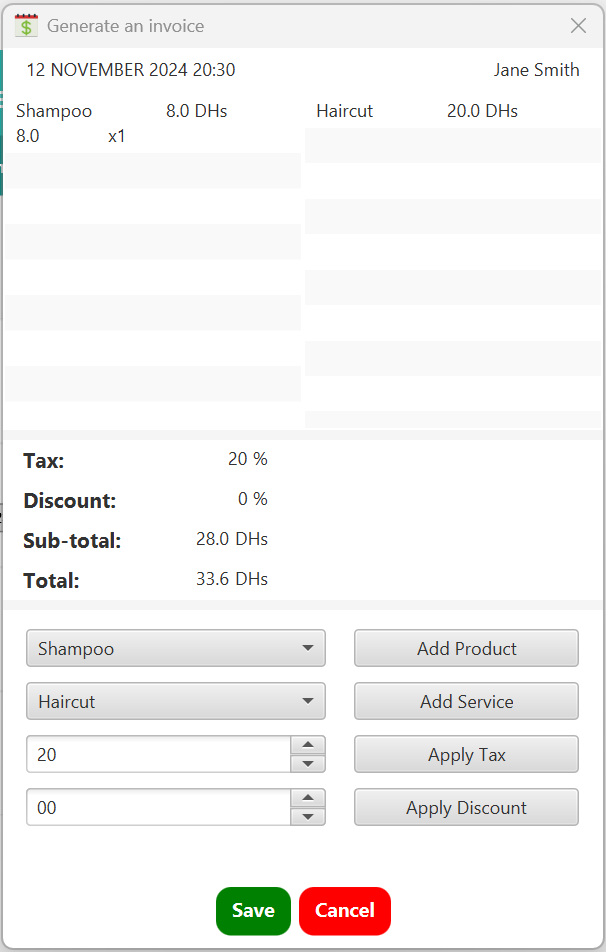 Generate an invoice
12 NOVEMBER 2024 20:30 Jane Smith
Shampoo 8.0 DHs
8.0 x1
Haircut 20.0 DHs
Tax: 20 %
Discount: 0 %
Sub-total: 28.0 DHs
Total: 33.6 DHs
Shampoo Add Product
Haircut Add Service
20 Apply Tax
00 Apply Discount
Save Cancel